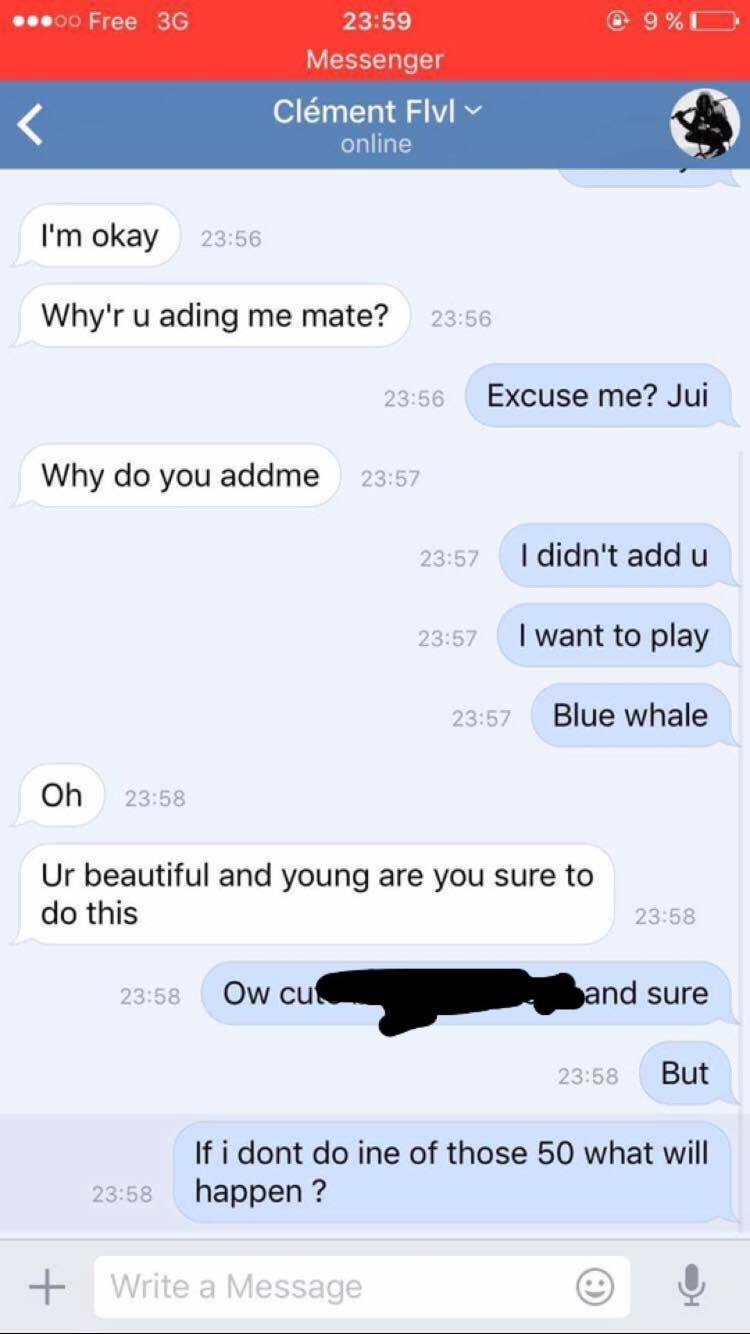 Free 3G 23:59 9 %
Messenger
Clément Flvl
online
I'm okay 23:56
Why'r u ading me mate? 23:56
23:56 Excuse me? Jui
Why do you addme 23:57
23:57 I didn't add u
23:57 I want to play
23:57 Blue whale
Oh 23:58
Ur beautiful and young are you sure to
do this 23:58
23:58 Ow and sure
23:58 But
If i dont do ine of those 50 what will
23:58 happen ?
Write a Message